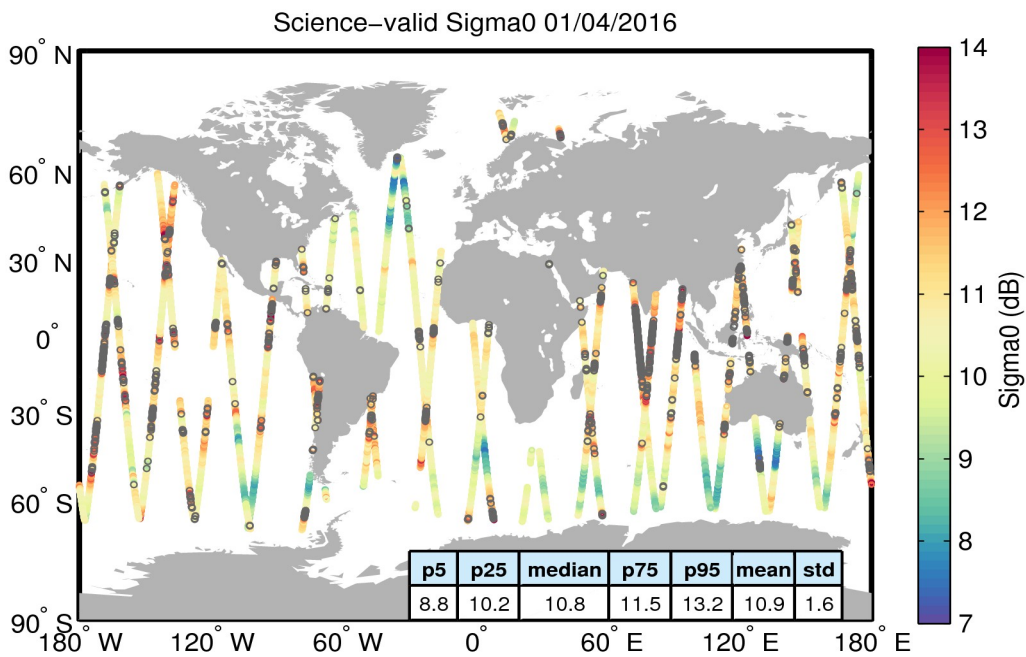 Science−valid Sigma0 01/04/2016
90° N
60° N
30° N
0°
30° S
60° S
90° S
180° W
120° W
60° W
0°
60° E
120° E
180° E
p5 p25 median p75 p95 mean std
8.8 10.2 10.8 11.5 13.2 10.9 1.6
14
13
12
11
10
9
8
7
Sigma0 (dB)